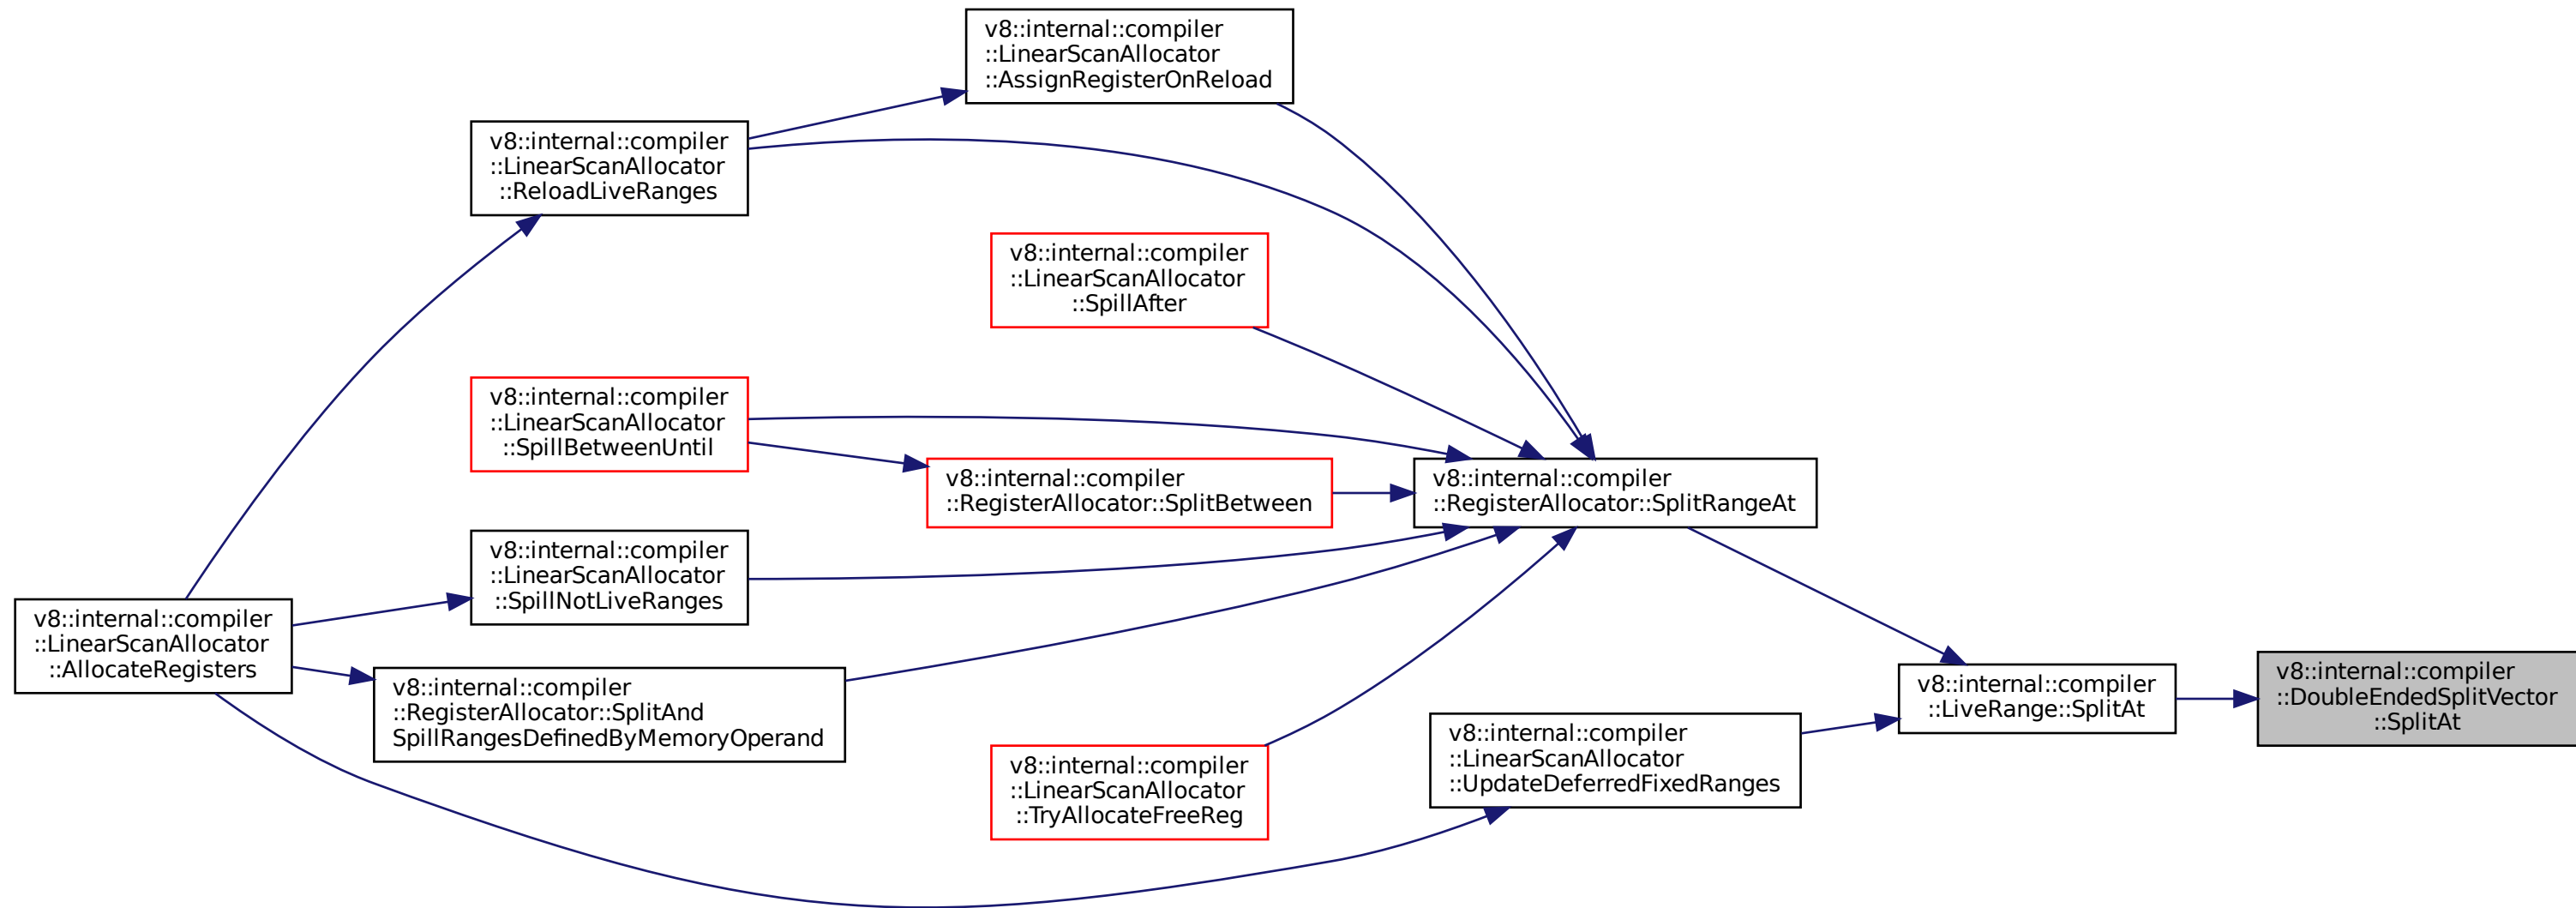 v8::internal::compiler
::LinearScanAllocator
::AssignRegisterOnReload
v8::internal::compiler
::LinearScanAllocator
::ReloadLiveRanges
v8::internal::compiler
::LinearScanAllocator
::SpillAfter
v8::internal::compiler
::LinearScanAllocator
::SpillBetweenUntil
v8::internal::compiler
::RegisterAllocator::SplitBetween
v8::internal::compiler
::RegisterAllocator::SplitRangeAt
v8::internal::compiler
::LinearScanAllocator
::SpillNotLiveRanges
v8::internal::compiler
::LinearScanAllocator
::AllocateRegisters
v8::internal::compiler
::RegisterAllocator::SplitAnd
SpillRangesDefinedByMemoryOperand
v8::internal::compiler
::LinearScanAllocator
::TryAllocateFreeReg
v8::internal::compiler
::LinearScanAllocator
::UpdateDeferredFixedRanges
v8::internal::compiler
::LiveRange::SplitAt
v8::internal::compiler
::DoubleEndedSplitVector
::SplitAt